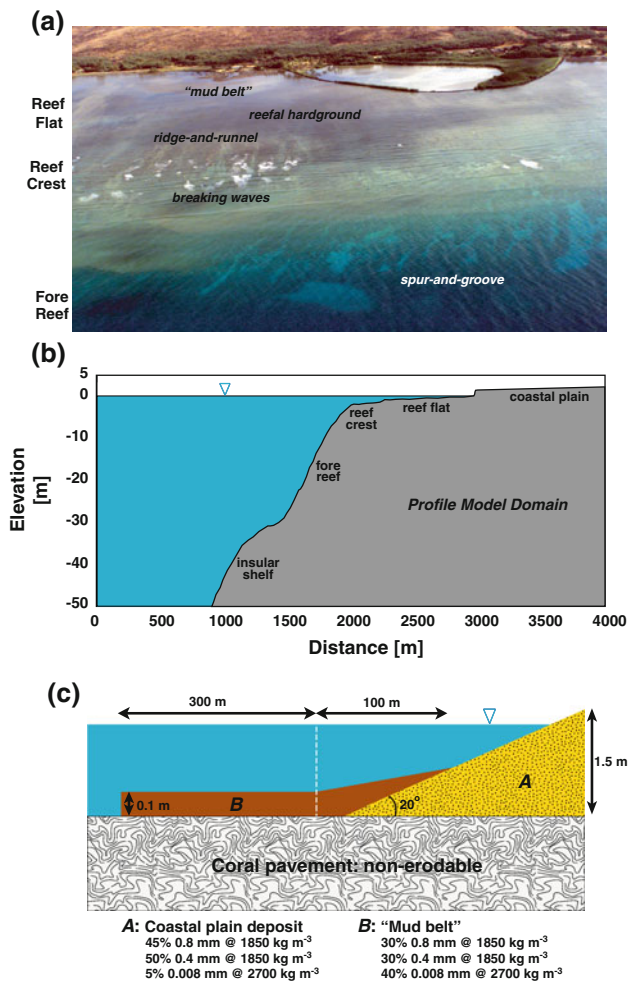 (a)
"mud belt"
Reef
Flat
reefal hardground
ridge-and-runnel
Reef
Crest
breaking waves
spur-and-groove
Fore
Reef
(b)
5
0
-10
-20
-30
-40
-50
Elevation
[m]
reef
crest
reef flat
coastal plain
fore
reef
Profile Model Domain
insular
shelf
0
500
1000
1500
2000
2500
3000
3500
4000
Distance [m]
(c)
300 m
100 m
1.5 m
A
0.1 m
B
20°
Coral pavement: non-erodable
A: Coastal plain deposit
45% 0.8 mm @ 1850 kg m⁻³
50% 0.4 mm @ 1850 kg m⁻³
5% 0.008 mm @ 2700 kg m⁻³
B: "Mud belt"
30% 0.8 mm @ 1850 kg m⁻³
30% 0.4 mm @ 1850 kg m⁻³
40% 0.008 mm @ 2700 kg m⁻³